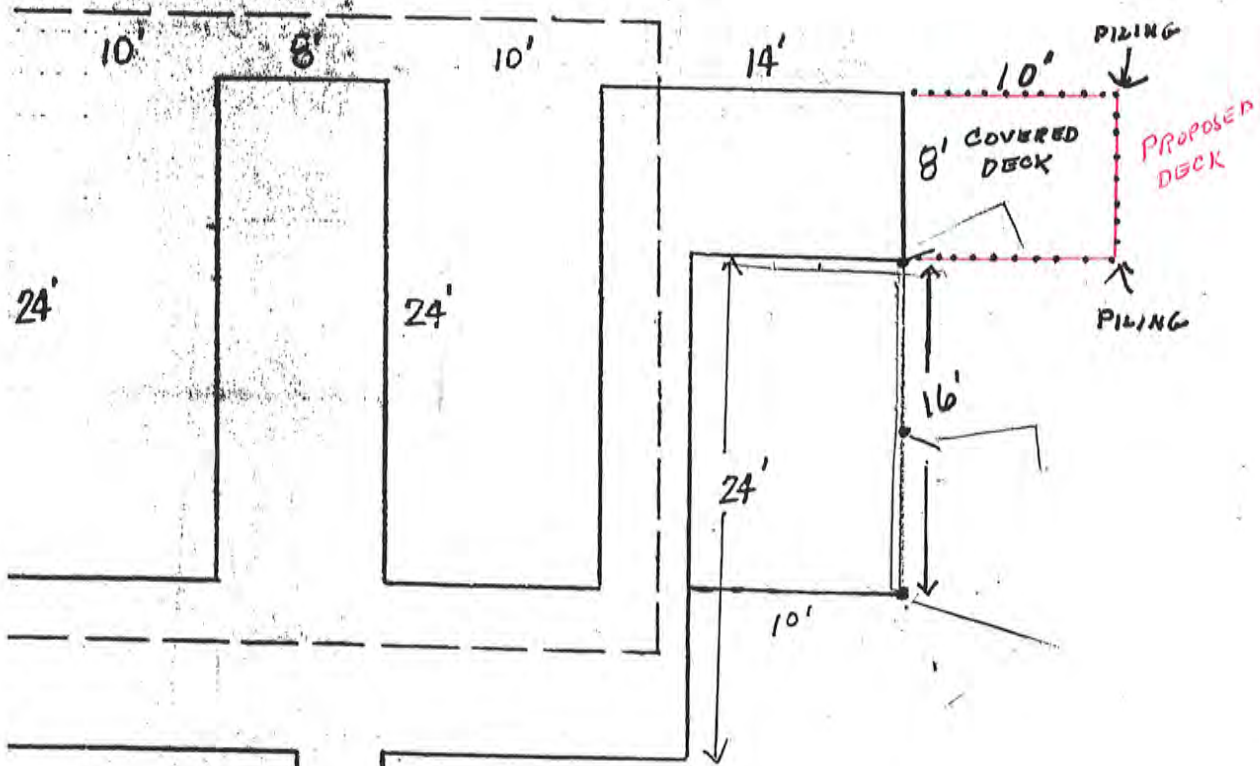 10'
8'
10'
14'
10'
PILING
8'
COVERED
DECK
PROPOSED
DECK
24'
24'
PILING
16'
24'
10'